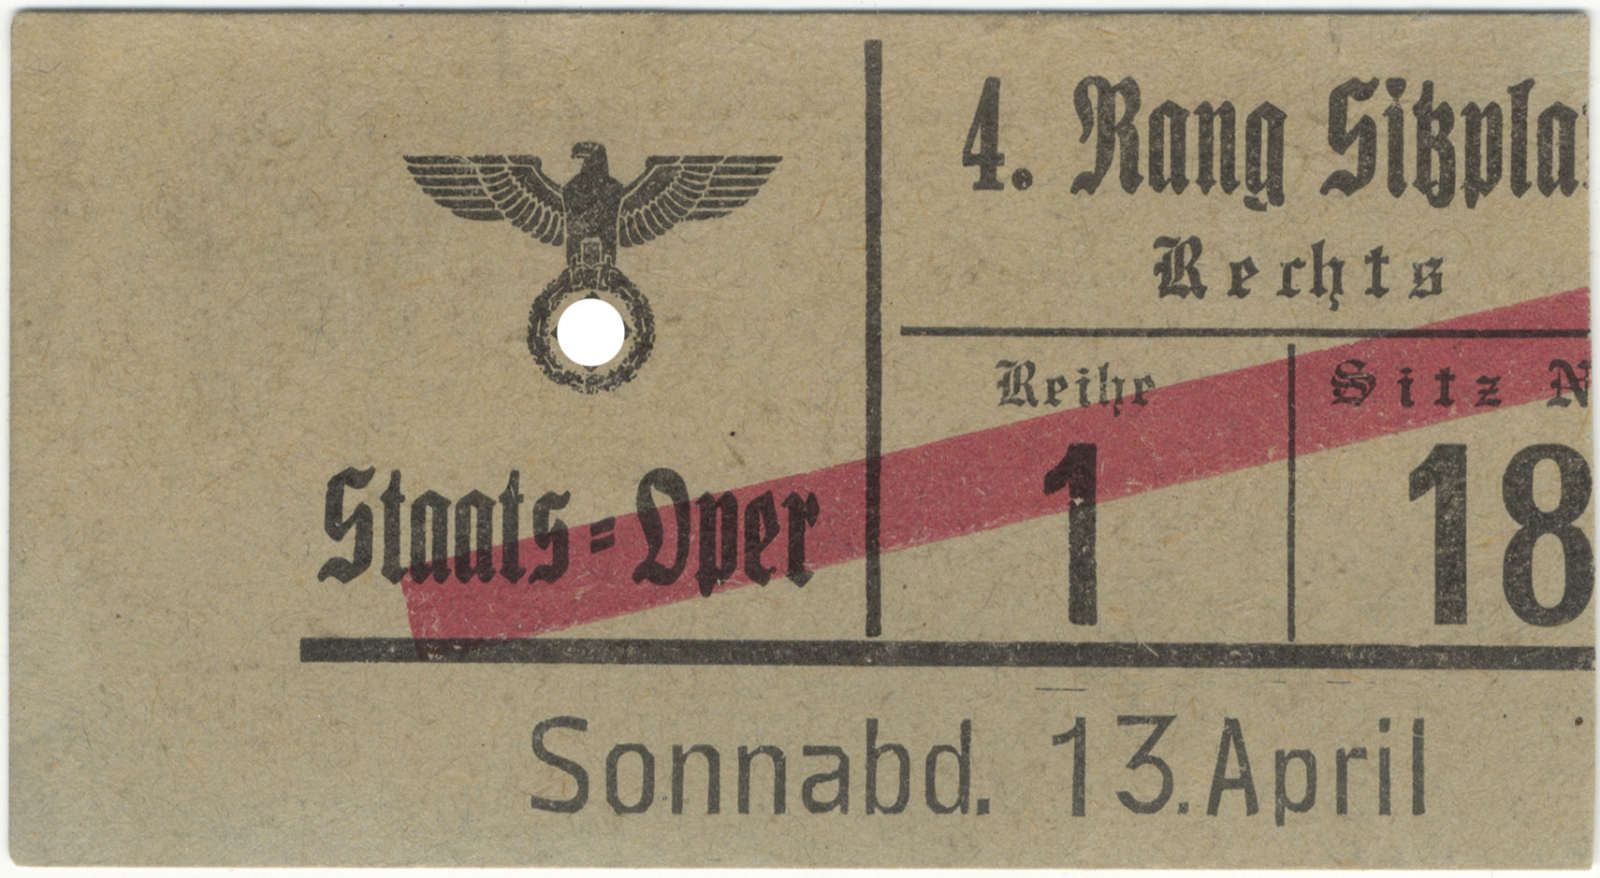 4. Rang Sitzpla
Rechts
Reihe
Sitz N
1
18
Staats=Oper
Sonnabd. 13. April